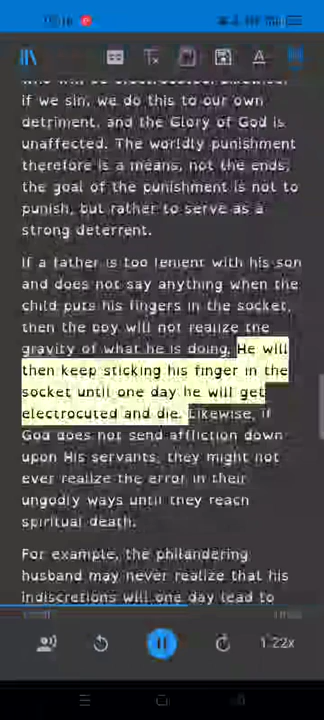 if we sin, we do this to our own
detriment, and the Glory of God is
unaffected. The worldly punishment
therefore is a means, not the ends;
the goal of the punishment is not to
punish, but rather to serve as a
strong deterrent.
If a father is too lenient with his son
and does not say anything when the
child puts his fingers in the socket,
then the boy will not realize the
gravity of what he is doing. He will
then keep sticking his finger in the
socket until one day he will get
electrocuted and die. Likewise, if
God does not send affliction down
upon His servants, they might not
ever realize the error in their
ungodly ways until they reach
spiritual death.
For example, the philandering
husband may never realize that his
indiscretions will one day lead to
1.22x